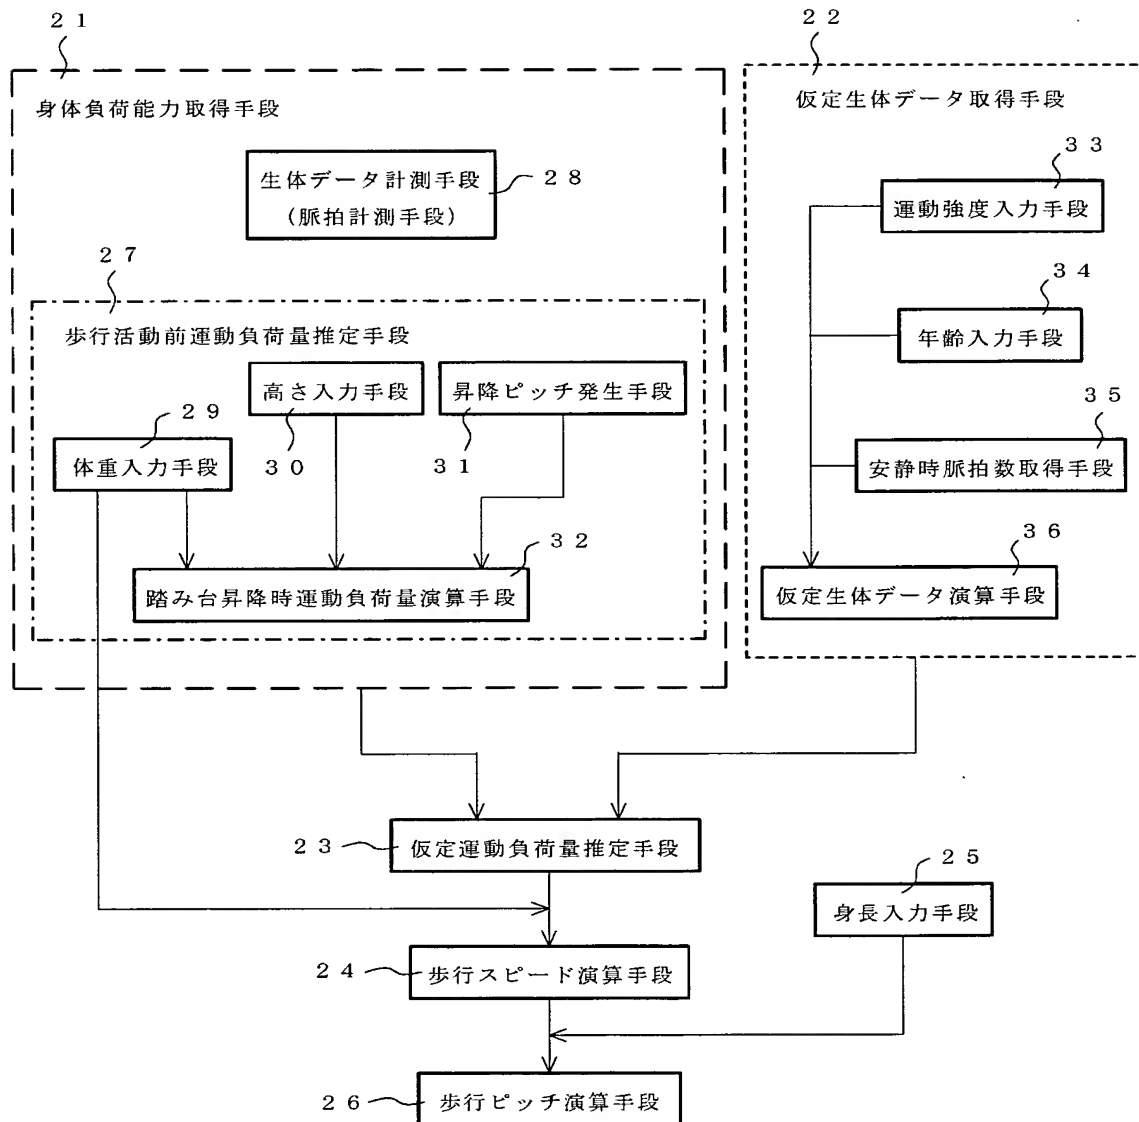 ２１
２２
身体負荷能力取得手段
仮定生体データ取得手段
生体データ計測手段
（脈拍計測手段）
２８
３３
運動強度入力手段
２７
歩行活動前運動負荷量推定手段
３４
年齢入力手段
高さ入力手段
３０
昇降ピッチ発生手段
３１
２９
体重入力手段
３５
安静時脈拍数取得手段
３２
踏み台昇降時運動負荷量演算手段
３６
仮定生体データ演算手段
２３
仮定運動負荷量推定手段
２５
身長入力手段
２４
歩行スピード演算手段
２６
歩行ピッチ演算手段